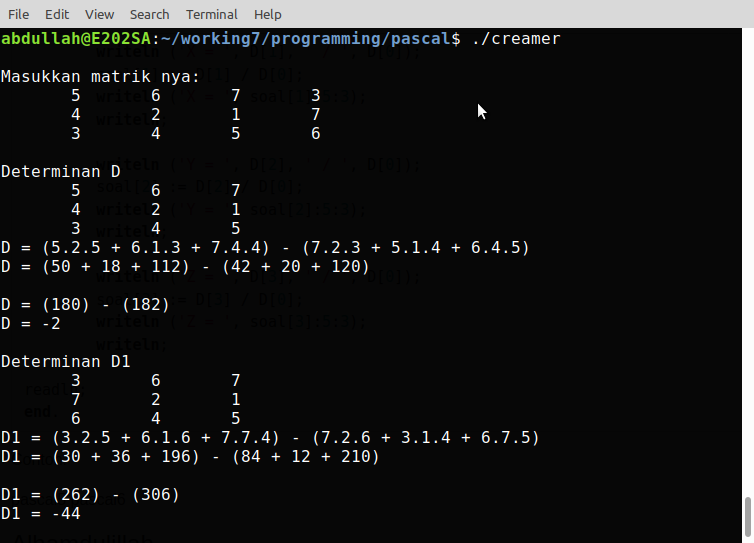 File Edit View Search Terminal Help
abdullah@E202SA:~/working7/programming/pascal$ ./creamer
Masukkan matrik nya:
5 6 7 3
4 2 1 7
3 4 5 6
Determinan D
5 6 7
4 2 1
3 4 5
D = (5.2.5 + 6.1.3 + 7.4.4) - (7.2.3 + 5.1.4 + 6.4.5)
D = (50 + 18 + 112) - (42 + 20 + 120)
D = (180) - (182)
D = -2
Determinan D1
3 6 7
7 2 1
6 4 5
D1 = (3.2.5 + 6.1.6 + 7.7.4) - (7.2.6 + 3.1.4 + 6.7.5)
D1 = (30 + 36 + 196) - (84 + 12 + 210)
D1 = (262) - (306)
D1 = -44